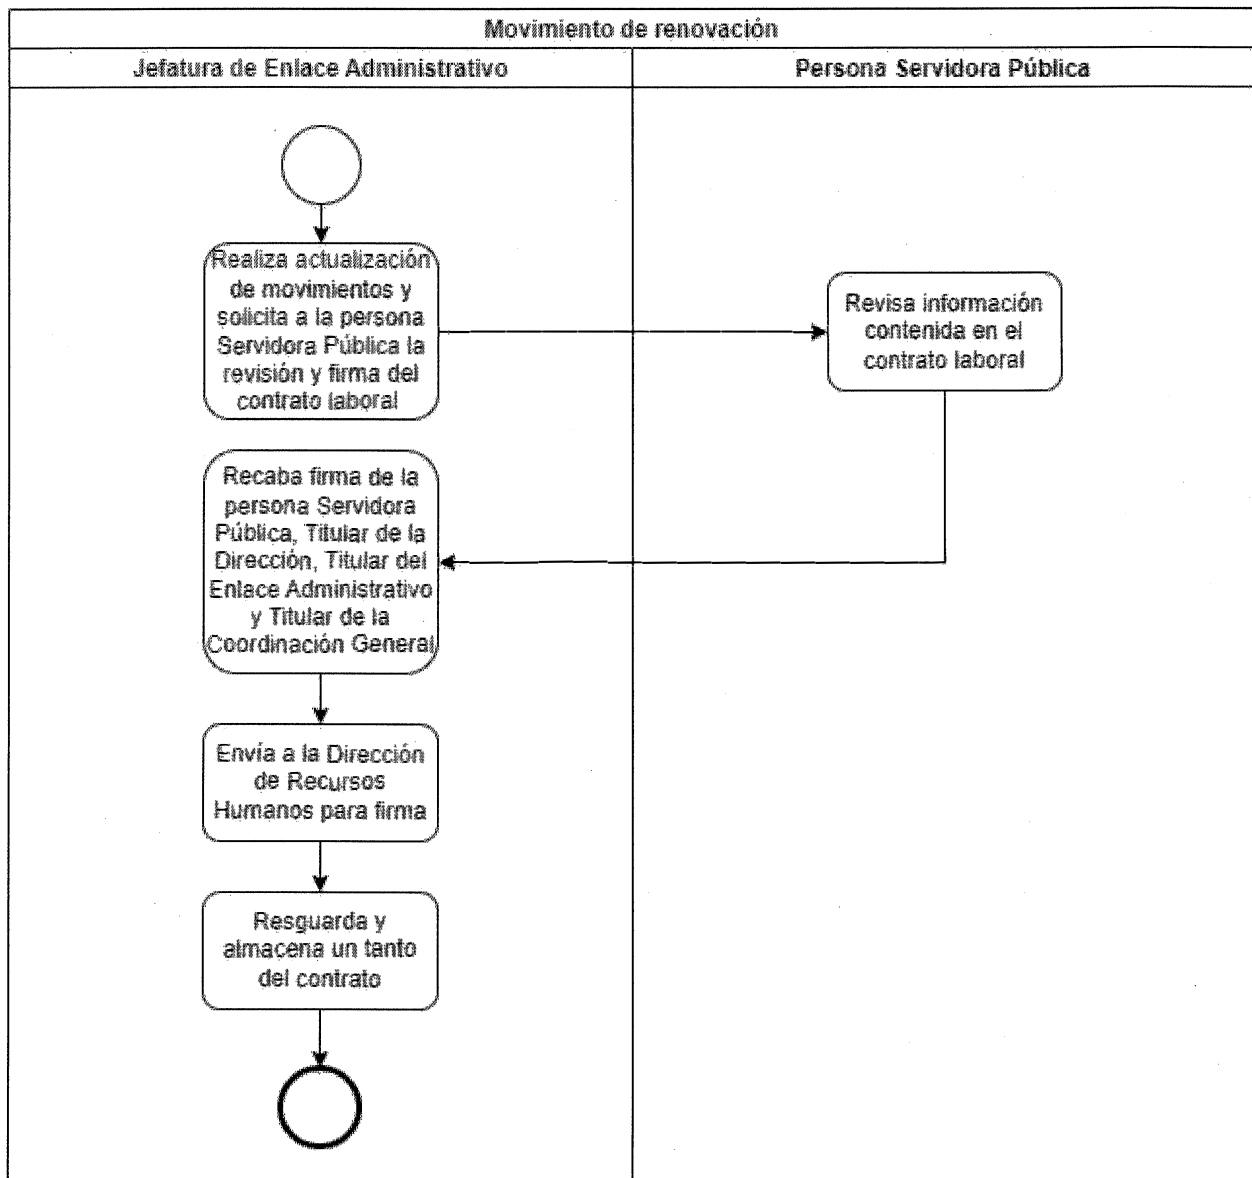 Movimiento de renovación
Jefatura de Enlace Administrativo
Persona Servidora Pública
Realiza actualización
de movimientos y
solicita a la persona
Servidora Pública la
revisión y firma del
contrato laboral
Revisa información
contenida en el
contrato laboral
Recaba firma de la
persona Servidora
Pública, Titular de la
Dirección, Titular del
Enlace Administrativo
y Titular de la
Coordinación General
Envía a la Dirección
de Recursos
Humanos para firma
Resguarda y
almacena un tanto
del contrato